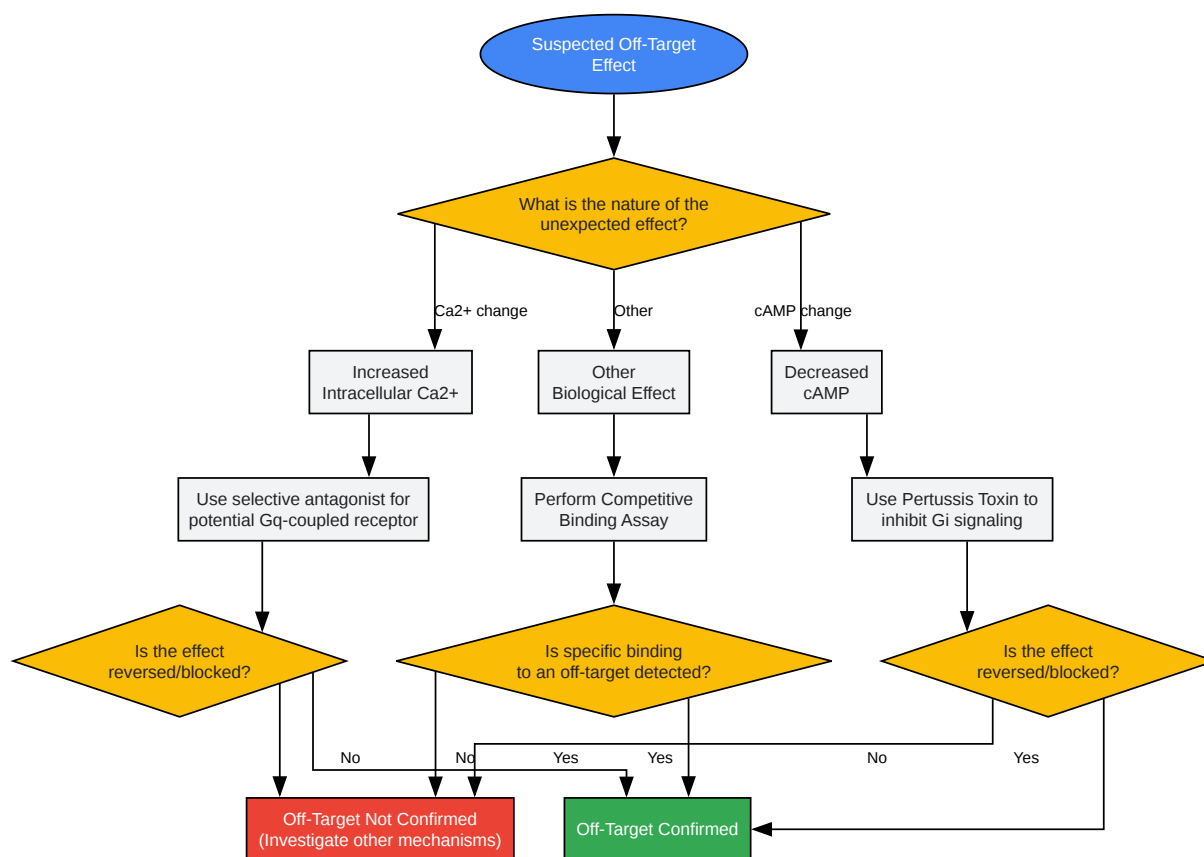 Suspected Off-Target
Effect
What is the nature of the
unexpected effect?
Ca2+ change
Other
cAMP change
Increased
Intracellular Ca2+
Other
Biological Effect
Decreased
cAMP
Use selective antagonist for
potential Gq-coupled receptor
Perform Competitive
Binding Assay
Use Pertussis Toxin to
inhibit Gi signaling
Is the effect
reversed/blocked?
Is specific binding
to an off-target detected?
Is the effect
reversed/blocked?
No
No
Yes
Yes
No
Yes
Off-Target Not Confirmed
(Investigate other mechanisms)
Off-Target Confirmed